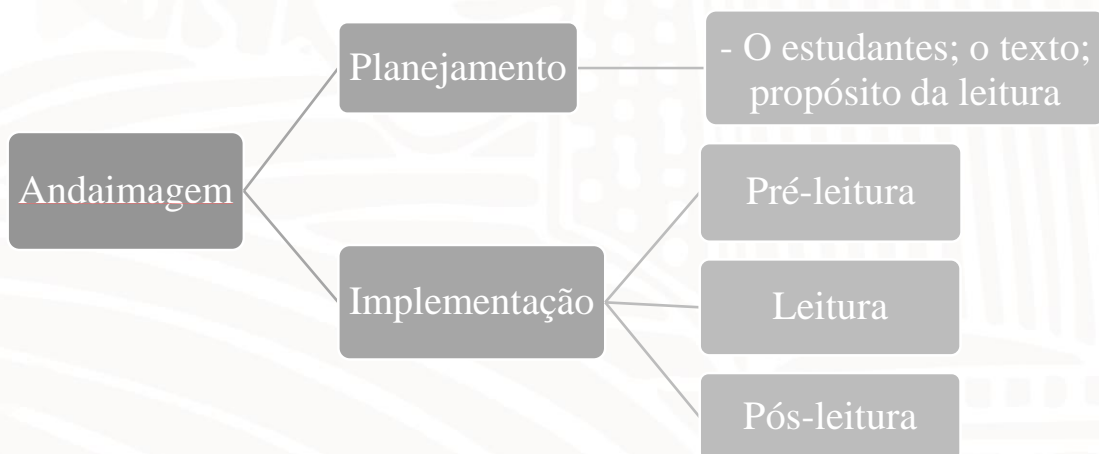 Andaimagem
Planejamento
- O estudantes; o texto;
propósito da leitura
Implementação
Pré-leitura
Leitura
Pós-leitura